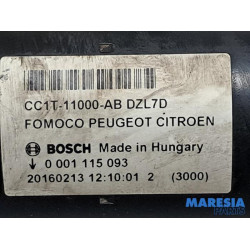 CC1T-11000-AB DZL7D
FOMOCO PEUGEOT CITROEN
BOSCH Made in Hungary
↓ 0 001 115 093
20160213 12:10:01 2 (3000)
MARESIA
PARTS